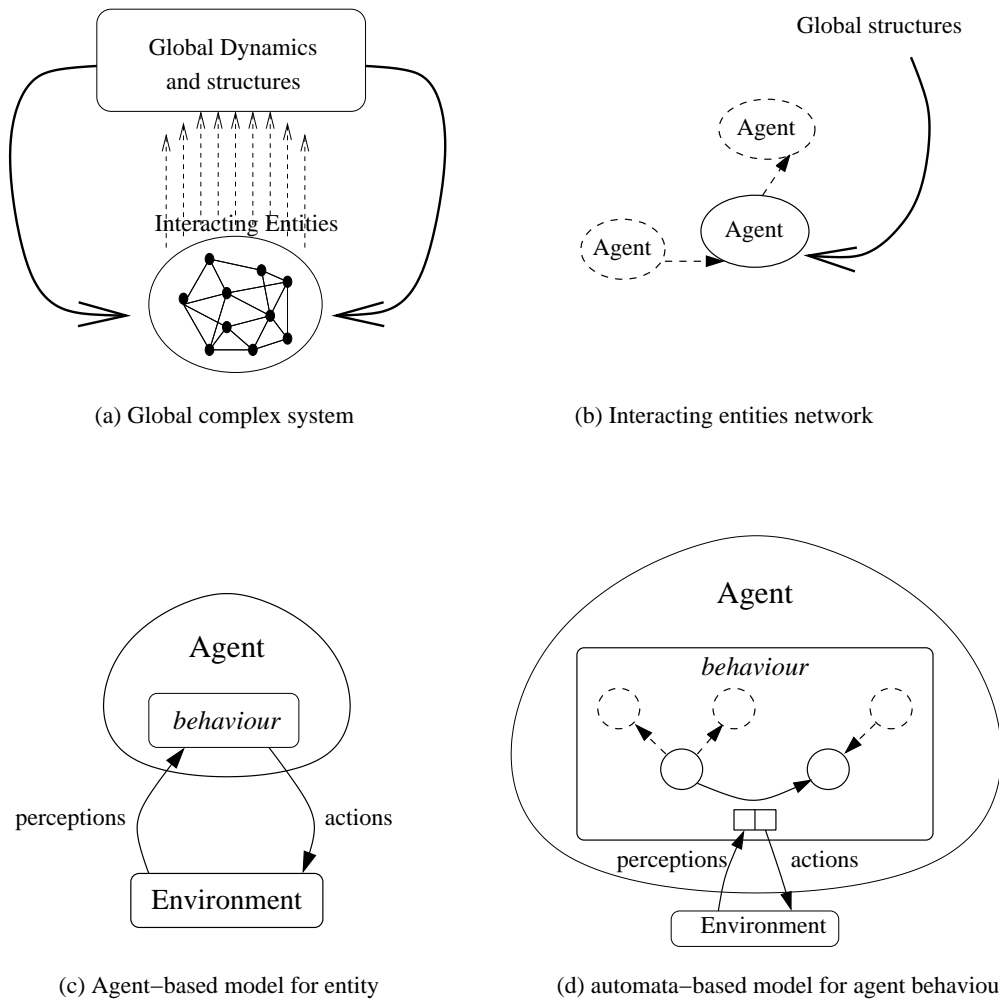 Global Dynamics
and structures
Interacting Entities
(a) Global complex system
Global structures
Agent
Agent
Agent
(b) Interacting entities network
Agent
behaviour
perceptions
actions
Environment
(c) Agent−based model for entity
Agent
behaviour
perceptions
actions
Environment
(d) automata−based model for agent behaviou